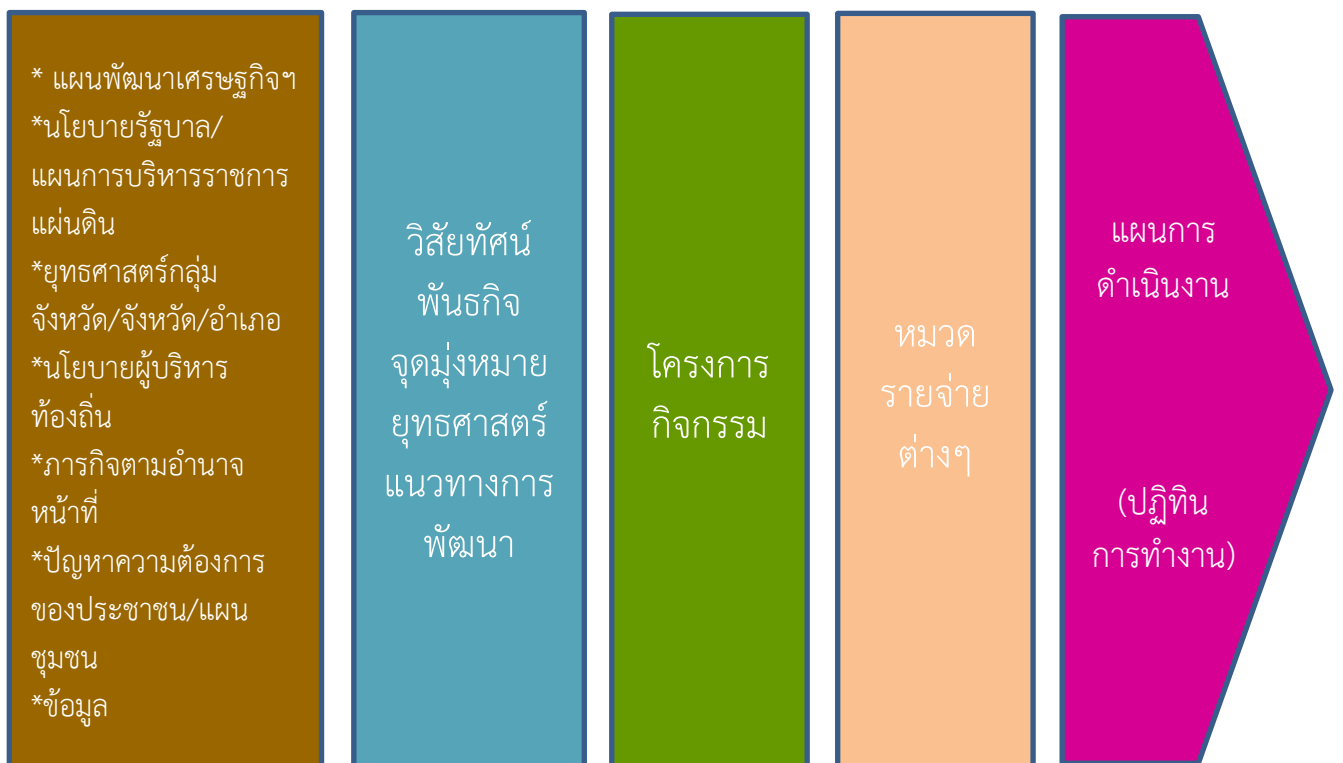 * แผนพัฒนาเศรษฐกิจฯ
*นโยบายรัฐบาล/
แผนการบริหารราชการ
แผ่นดิน
*ยุทธศาสตร์กลุ่ม
จังหวัด/จังหวัด/อำเภอ
*นโยบายผู้บริหาร
ท้องถิ่น
*ภารกิจตามอำนาจ
หน้าที่
*ปัญหาความต้องการ
ของประชาชน/แผน
ชุมชน
*ข้อมูล
วิสัยทัศน์
พันธกิจ
จุดมุ่งหมาย
ยุทธศาสตร์
แนวทางการ
พัฒนา
โครงการ
กิจกรรม
หมวด
รายจ่าย
ต่างๆ
แผนการ
ดำเนินงาน
(ปฏิทิน
การทำงาน)